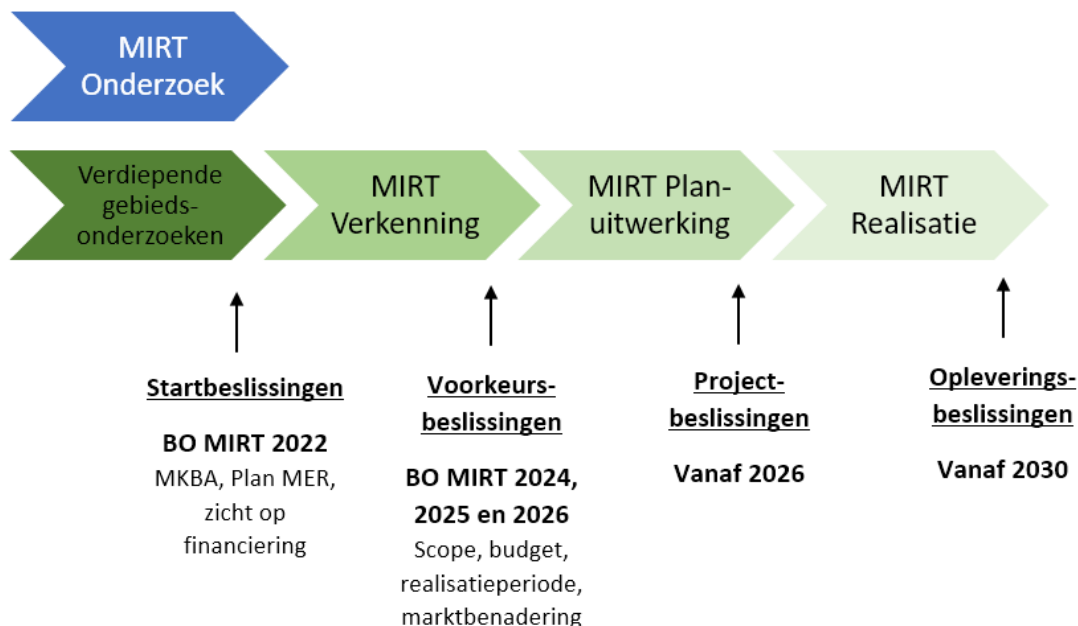 MIRT
Onderzoek
Verdiepende
gebieds-
onderzoeken
MIRT
Verkenning
MIRT Plan-
uitwerking
MIRT
Realisatie
Startbeslissingen
BO MIRT 2022
MKBA, Plan MER,
zicht op
financiering
Voorkeurs-
beslissingen
BO MIRT 2024,
2025 en 2026
Scope, budget,
realisatieperiode,
marktbenadering
Project-
beslissingen
Vanaf 2026
Opleverings-
beslissingen
Vanaf 2030